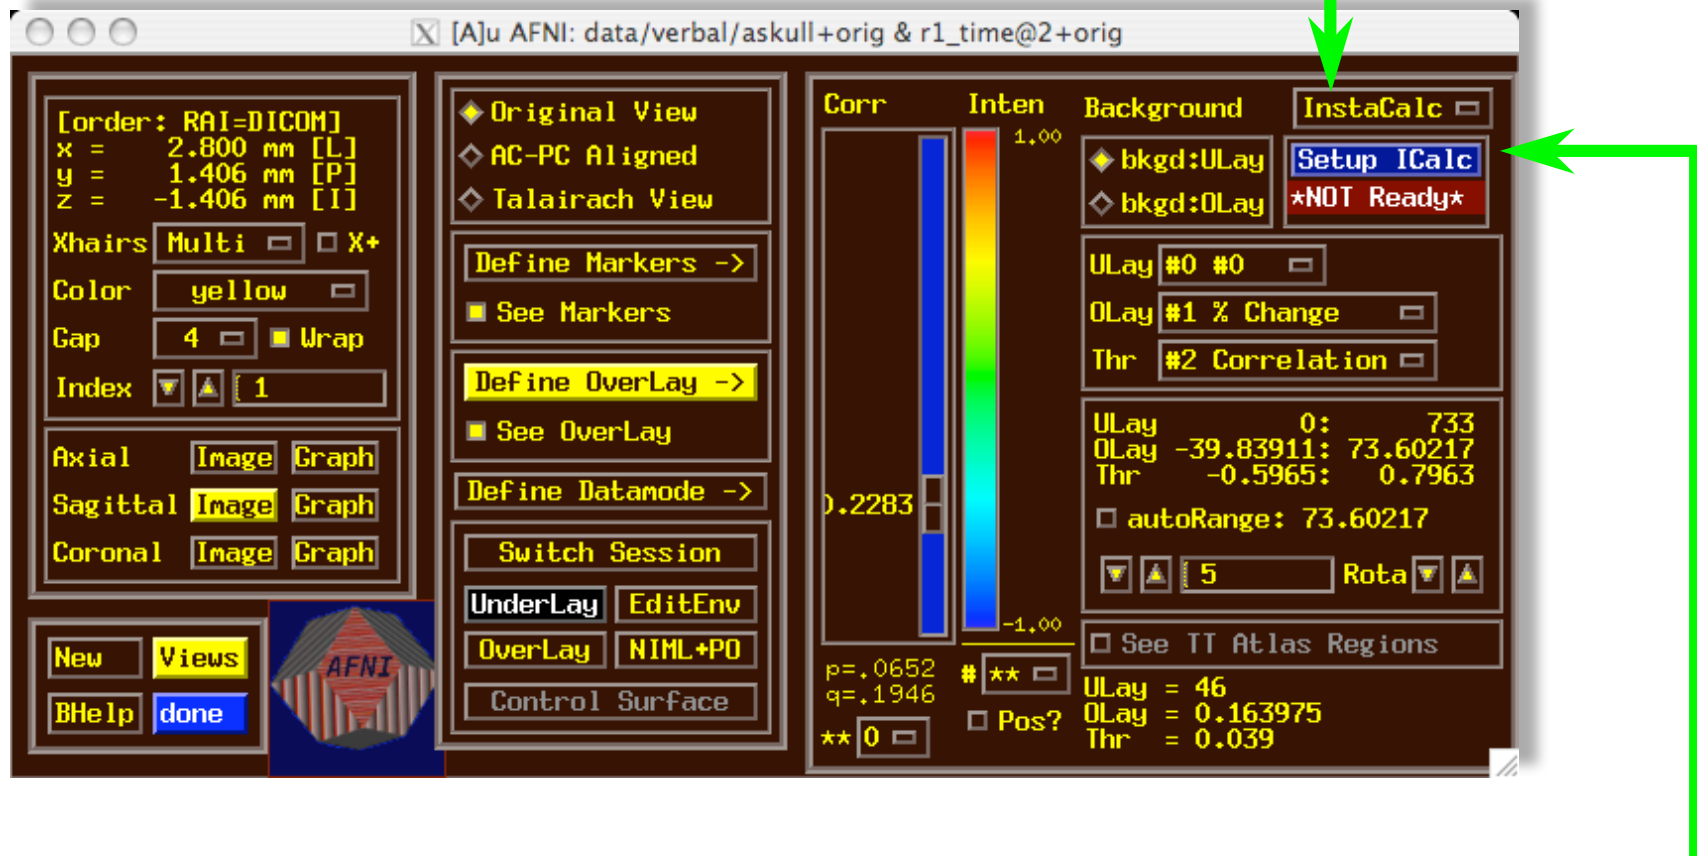 [A]u AFNI: data/verbal/askull+orig & r1_time@2+orig
[order: RAI=DICOM]
x = 2.800 mm [L]
y = 1.406 mm [P]
z = -1.406 mm [I]
Xhairs Multi X+
Color yellow
Gap 4 Wrap
Index 1
Axial Image Graph
Sagittal Image Graph
Coronal Image Graph
New Views
BHelp done
AFNI
Original View
AC-PC Aligned
Talairach View
Define Markers ->
See Markers
Define OverLay ->
See OverLay
Define Datamode ->
Switch Session
UnderLay EditEnv
OverLay NIML+PO
Control Surface
Corr Inten
1.00
0.2283
-1.00
p=.0652
q=.1946
# **
** 0
Pos?
Background InstaCalc
bkgd:ULay Setup ICalc
bkgd:OLay *NOT Ready*
ULay #0 #0
OLay #1 % Change
Thr #2 Correlation
ULay 0: 733
OLay -39.83911: 73.60217
Thr -0.5965: 0.7963
autoRange: 73.60217
5 Rota
See TT Atlas Regions
ULay = 46
OLay = 0.163975
Thr = 0.039